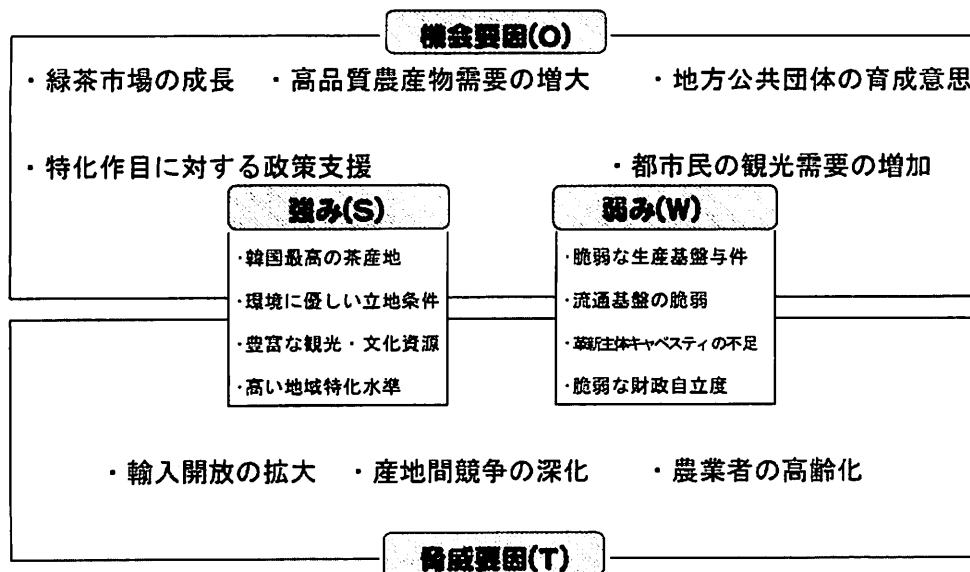 機会要因(O)
・緑茶市場の成長 ・高品質農産物需要の増大 ・地方公共団体の育成意思
・特化作目に対する政策支援 ・都市民の観光需要の増加
強み(S)
・韓国最高の茶産地
・環境に優しい立地条件
・豊富な観光・文化資源
・高い地域特化水準
弱み(W)
・脆弱な生産基盤与件
・流通基盤の脆弱
・革新主体キャベスティの不足
・脆弱な財政自立度
・輸入開放の拡大 ・産地間競争の深化 ・農業者の高齢化
脅威要因(T)